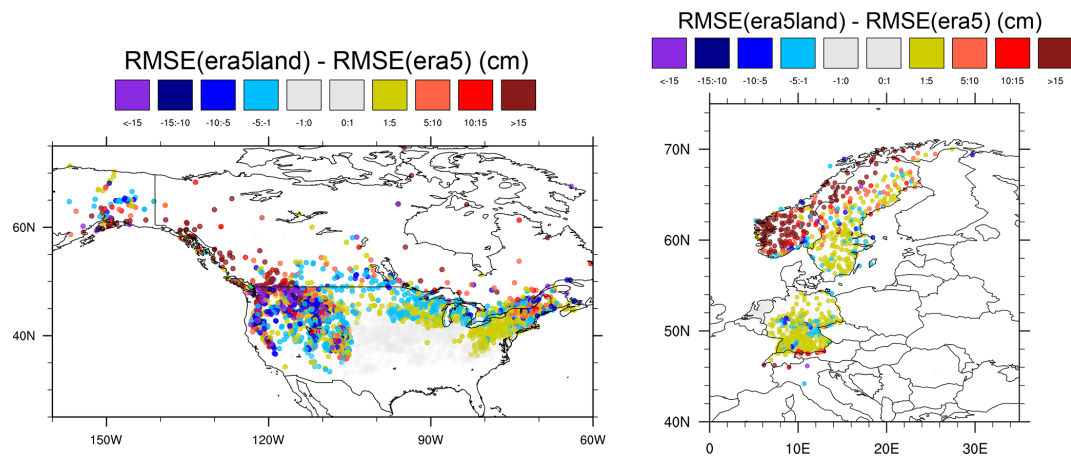 RMSE(era5land) - RMSE(era5) (cm)
<-15 -15:-10 -10:-5 -5:-1 -1:0 0:1 1:5 5:10 10:15 >15
60N
40N
150W 120W 90W 60W
RMSE(era5land) - RMSE(era5) (cm)
<-15 -15:-10 -10:-5 -5:-1 -1:0 0:1 1:5 5:10 10:15 >15
70N
60N
50N
40N
0 10E 20E 30E